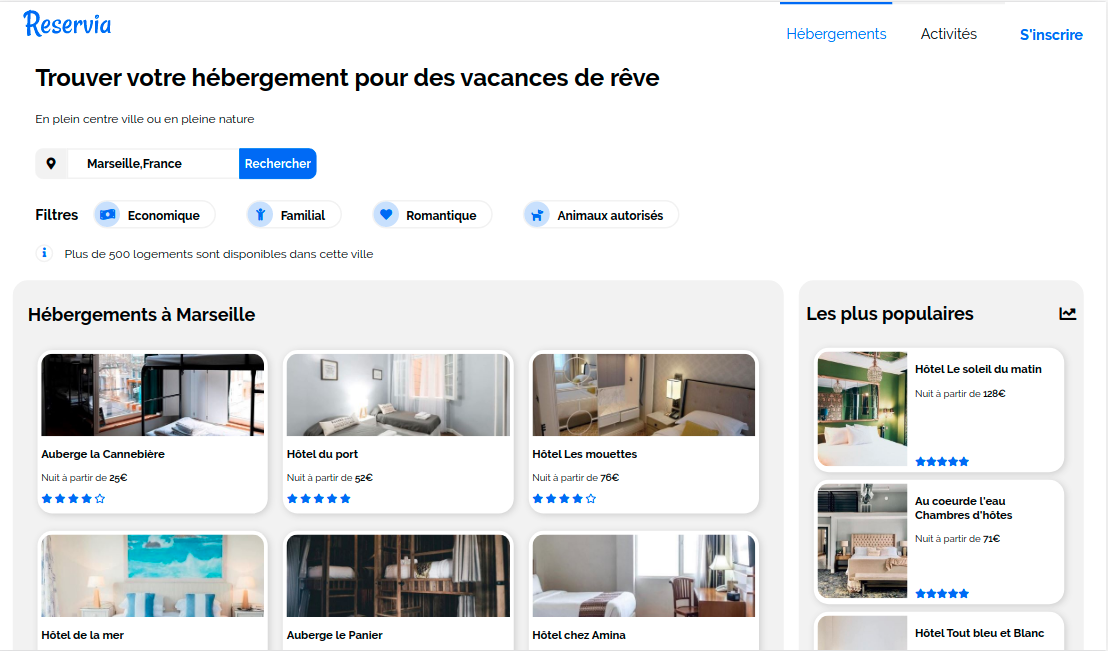 Reservia
Hébergements
Activités
S'inscrire
Trouver votre hébergement pour des vacances de rêve
En plein centre ville ou en pleine nature
Marseille,France
Rechercher
Filtres
Economique
Familial
Romantique
Animaux autorisés
Plus de 500 logements sont disponibles dans cette ville
Hébergements à Marseille
Auberge la Cannebière
Nuit à partir de 25€
Hôtel du port
Nuit à partir de 52€
Hôtel Les mouettes
Nuit à partir de 76€
Hôtel de la mer
Auberge le Panier
Hôtel chez Amina
Les plus populaires
Hôtel Le soleil du matin
Nuit à partir de 128€
Au coeurde l'eau
Chambres d'hôtes
Nuit à partir de 71€
Hôtel Tout bleu et Blanc